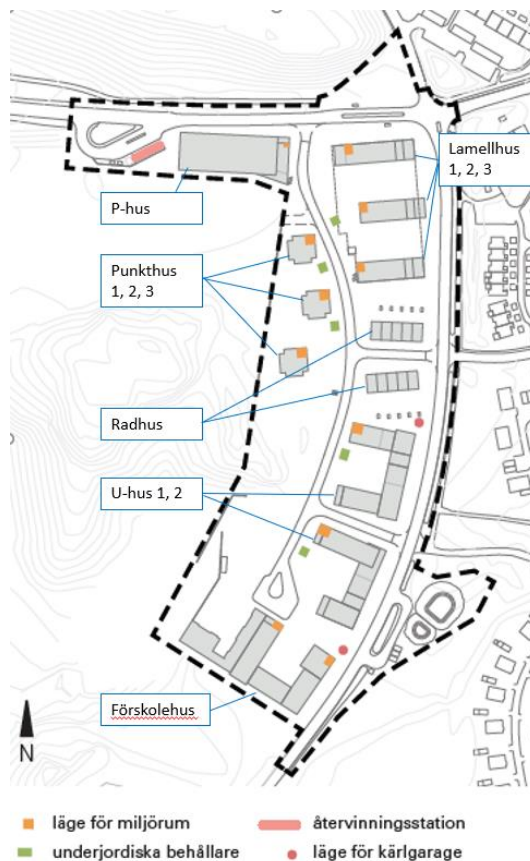 Lamellhus
1, 2, 3
P-hus
Punkthus
1, 2, 3
Radhus
U-hus 1, 2
Förskolehus
N
läge för miljörum
återvinningsstation
underjordiska behållare
läge för kärlgarage